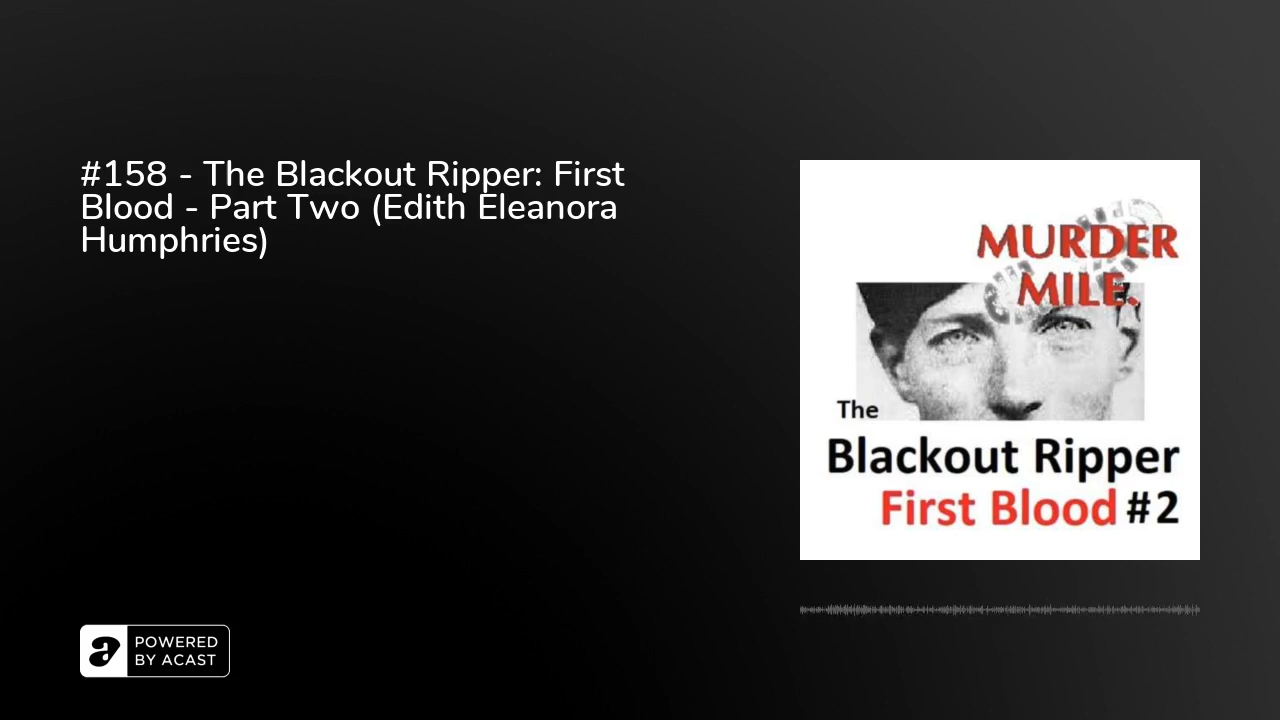 #158 - The Blackout Ripper: First
Blood - Part Two (Edith Eleanora
Humphries)
MURDER
MILE.
The
Blackout Ripper
First Blood #2
POWERED
BY ACAST